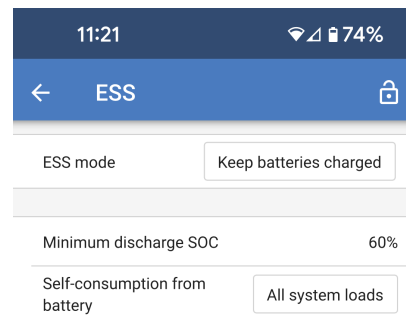 11:21 74%
ESS
ESS mode Keep batteries charged
Minimum discharge SOC 60%
Self-consumption from
battery All system loads